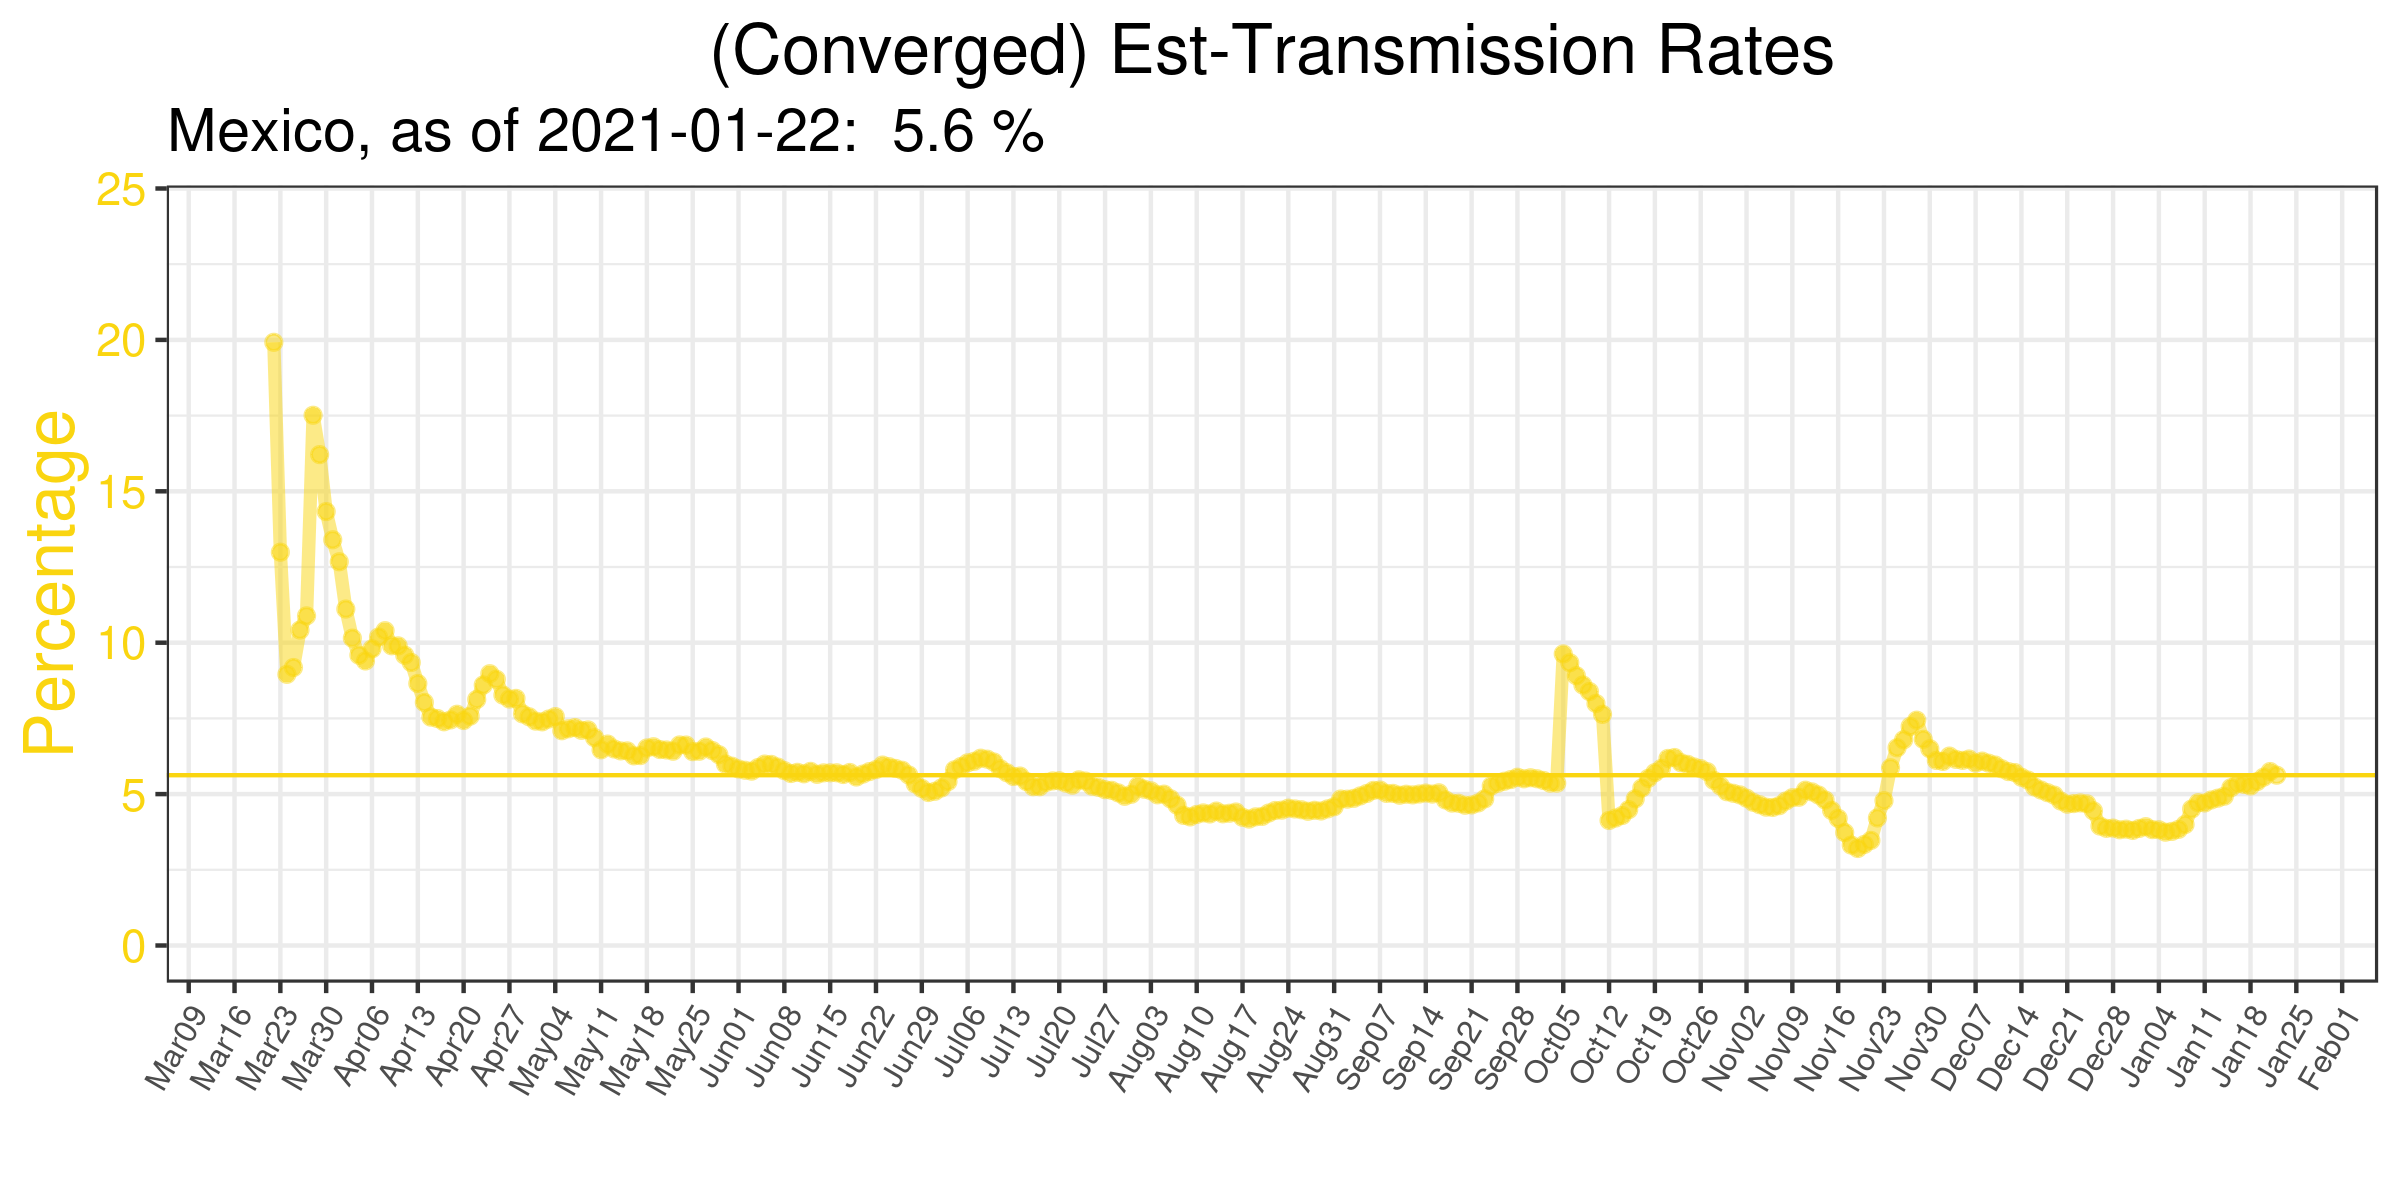 (Converged) Est-Transmission Rates
Mexico, as of 2021-01-22:  5.6 %
Percentage
25
20
15
10
5
0
Mar09
Mar16
Mar23
Mar30
Apr06
Apr13
Apr20
Apr27
May04
May11
May18
May25
Jun01
Jun08
Jun15
Jun22
Jun29
Jul06
Jul13
Jul20
Jul27
Aug03
Aug10
Aug17
Aug24
Aug31
Sep07
Sep14
Sep21
Sep28
Oct05
Oct12
Oct19
Oct26
Nov02
Nov09
Nov16
Nov23
Nov30
Dec07
Dec14
Dec21
Dec28
Jan04
Jan11
Jan18
Jan25
Feb01